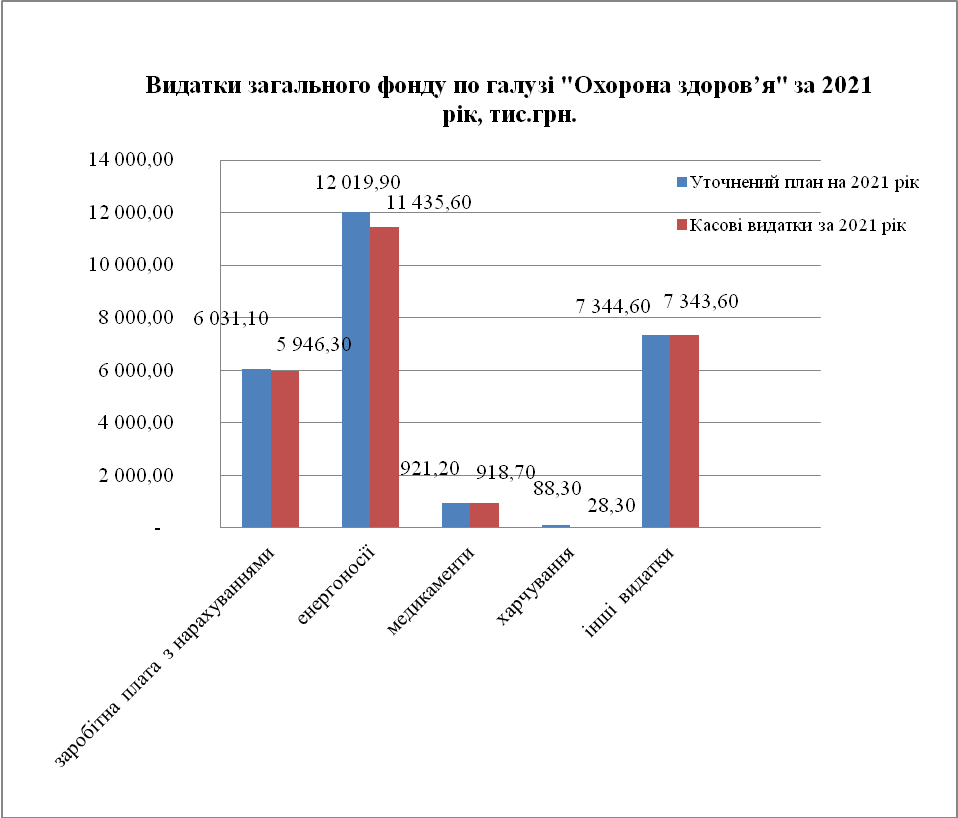 Видатки загального фонду по галузі "Охорона здоров’я" за 2021
рік, тис.грн.
14 000,00
12 000,00
10 000,00
8 000,00
6 000,00
4 000,00
2 000,00
-
6 031,10
5 946,30
12 019,90
11 435,60
921,20
918,70
88,30
28,30
7 344,60
7 343,60
Уточнений план на 2021 рік
Касові видатки за 2021 рік
заробітна плата з нарахуваннями
енергоносії
медикаменти
харчування
інші видатки